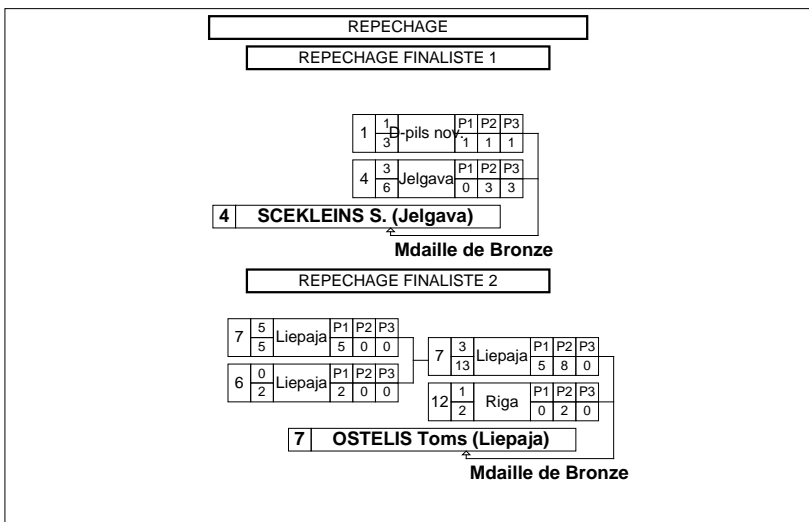 REPECHAGE
REPECHAGE FINALISTE 1
1 1 D-pils nov. P1 P2 P3
3 1 1 1
4 3 Jelgava P1 P2 P3
6 0 3 3
4 SCEKLEINS S. (Jelgava)
Mdaille de Bronze
REPECHAGE FINALISTE 2
7 5 Liepaja P1 P2 P3
5 5 0 0
6 0 Liepaja P1 P2 P3
2 2 0 0
7 3 Liepaja P1 P2 P3
13 5 8 0
12 1 Riga P1 P2 P3
2 0 2 0
7 OSTELIS Toms (Liepaja)
Mdaille de Bronze